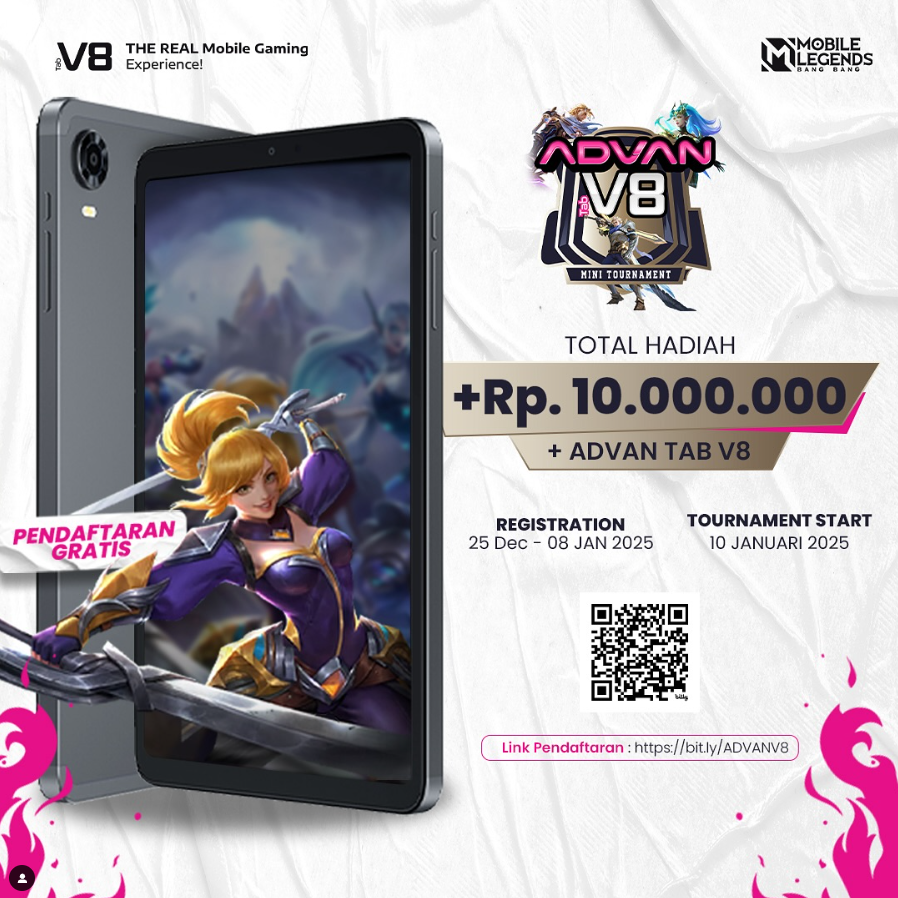 Tab V8 THE REAL Mobile Gaming
Experience!
MOBILE
LEGENDS
BANG BANG
ADVAN
Tab V8
MINI TOURNAMENT
TOTAL HADIAH
+Rp. 10.000.000
+ ADVAN TAB V8
PENDAFTARAN
GRATIS
REGISTRATION
25 Dec - 08 JAN 2025
TOURNAMENT START
10 JANUARI 2025
bitly
Link Pendaftaran : https://bit.ly/ADVANV8